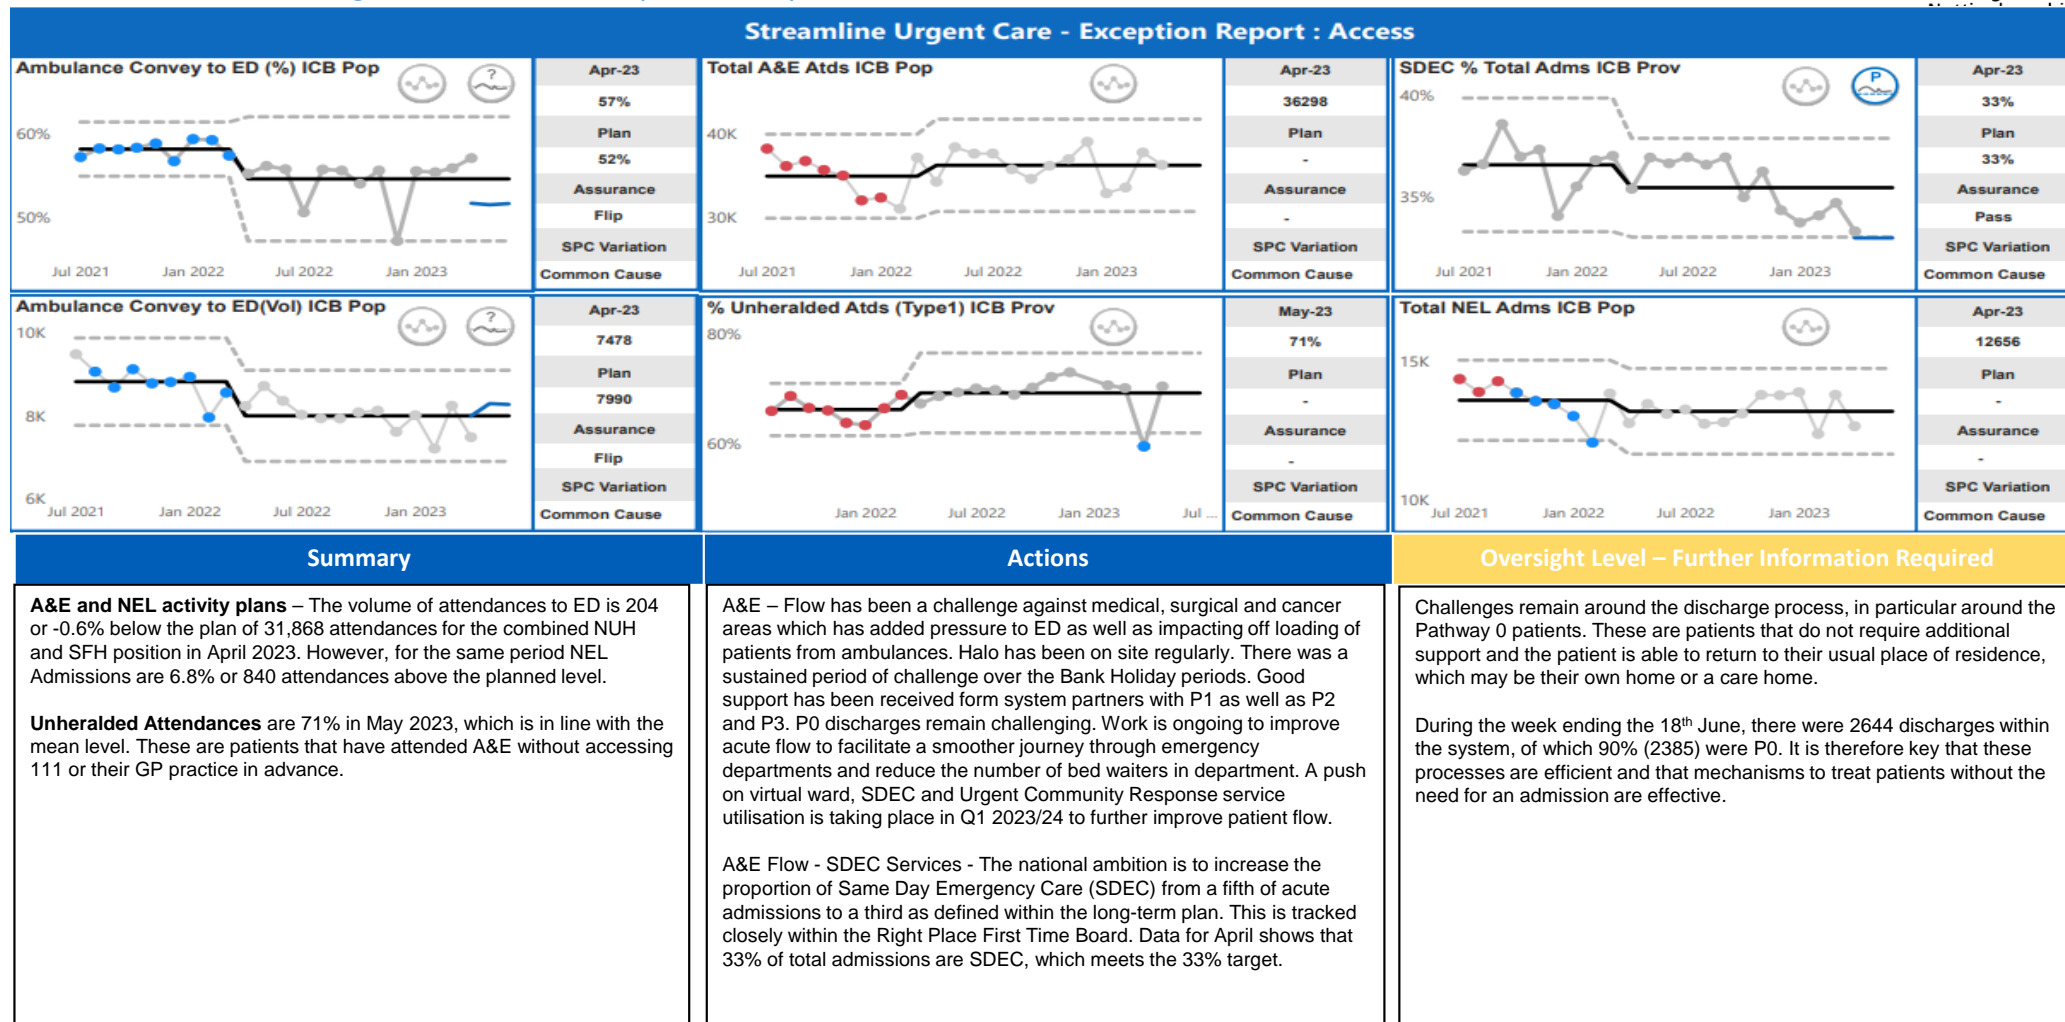 Streamline Urgent Care - Exception Report : Access
Ambulance Convey to ED (%) ICB Pop
?
60%
50%
Jul 2021
Jan 2022
Jul 2022
Jan 2023
Apr-23
57%
Plan
52%
Assurance
Flip
SPC Variation
Common Cause
Total A&E Atds ICB Pop
40K
30K
Jul 2021
Jan 2022
Jul 2022
Jan 2023
Apr-23
36298
Plan
-
Assurance
-
SPC Variation
Common Cause
SDEC % Total Adms ICB Prov
P
40%
35%
Jul 2021
Jan 2022
Jul 2022
Jan 2023
Apr-23
33%
Plan
33%
Assurance
Pass
SPC Variation
Common Cause
Ambulance Convey to ED(Vol) ICB Pop
?
10K
8K
6K
Jul 2021
Jan 2022
Jul 2022
Jan 2023
Apr-23
7478
Plan
7990
Assurance
Flip
SPC Variation
Common Cause
% Unheralded Atds (Type1) ICB Prov
80%
60%
Jan 2022
Jul 2022
Jan 2023
Jul ...
May-23
71%
Plan
-
Assurance
-
SPC Variation
Common Cause
Total NEL Adms ICB Pop
15K
10K
Jul 2021
Jan 2022
Jul 2022
Jan 2023
Apr-23
12656
Plan
-
Assurance
-
SPC Variation
Common Cause
Summary
A&E and NEL activity plans – The volume of attendances to ED is 204
or -0.6% below the plan of 31,868 attendances for the combined NUH
and SFH position in April 2023. However, for the same period NEL
Admissions are 6.8% or 840 attendances above the planned level.
Unheralded Attendances are 71% in May 2023, which is in line with the
mean level. These are patients that have attended A&E without accessing
111 or their GP practice in advance.
Actions
A&E – Flow has been a challenge against medical, surgical and cancer
areas which has added pressure to ED as well as impacting off loading of
patients from ambulances. Halo has been on site regularly. There was a
sustained period of challenge over the Bank Holiday periods. Good
support has been received form system partners with P1 as well as P2
and P3. P0 discharges remain challenging. Work is ongoing to improve
acute flow to facilitate a smoother journey through emergency
departments and reduce the number of bed waiters in department. A push
on virtual ward, SDEC and Urgent Community Response service
utilisation is taking place in Q1 2023/24 to further improve patient flow.
A&E Flow - SDEC Services - The national ambition is to increase the
proportion of Same Day Emergency Care (SDEC) from a fifth of acute
admissions to a third as defined within the long-term plan. This is tracked
closely within the Right Place First Time Board. Data for April shows that
33% of total admissions are SDEC, which meets the 33% target.
Oversight Level – Further Information Required
Challenges remain around the discharge process, in particular around the
Pathway 0 patients. These are patients that do not require additional
support and the patient is able to return to their usual place of residence,
which may be their own home or a care home.
During the week ending the 18th June, there were 2644 discharges within
the system, of which 90% (2385) were P0. It is therefore key that these
processes are efficient and that mechanisms to treat patients without the
need for an admission are effective.